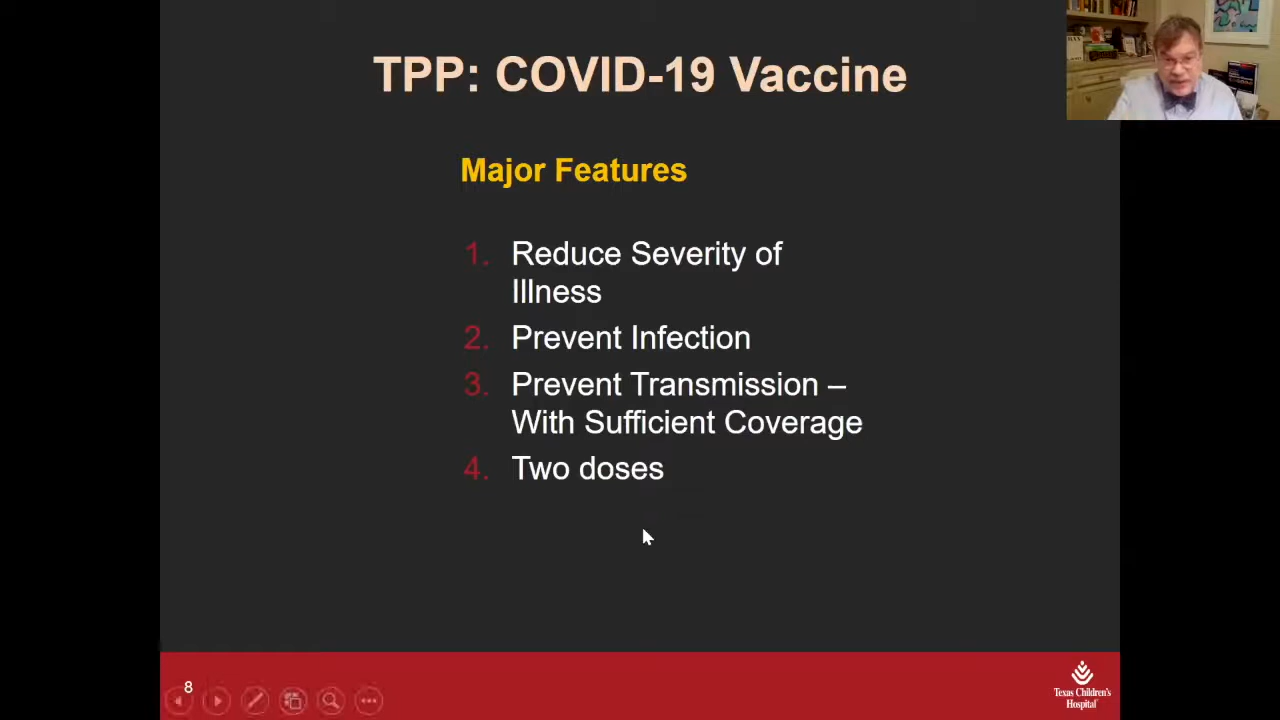 TPP: COVID-19 Vaccine
Major Features
1. Reduce Severity of
Illness
2. Prevent Infection
3. Prevent Transmission –
With Sufficient Coverage
4. Two doses
8
Texas Children's
Hospital